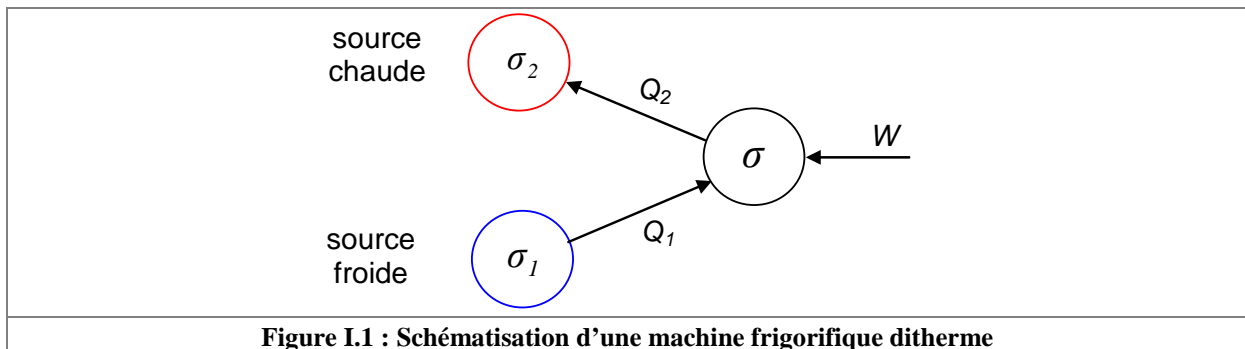 source
chaude
σ₂
Q₂
W
σ
Q₁
source
froide
σ₁
Figure I.1 : Schématisation d'une machine frigorifique ditherme